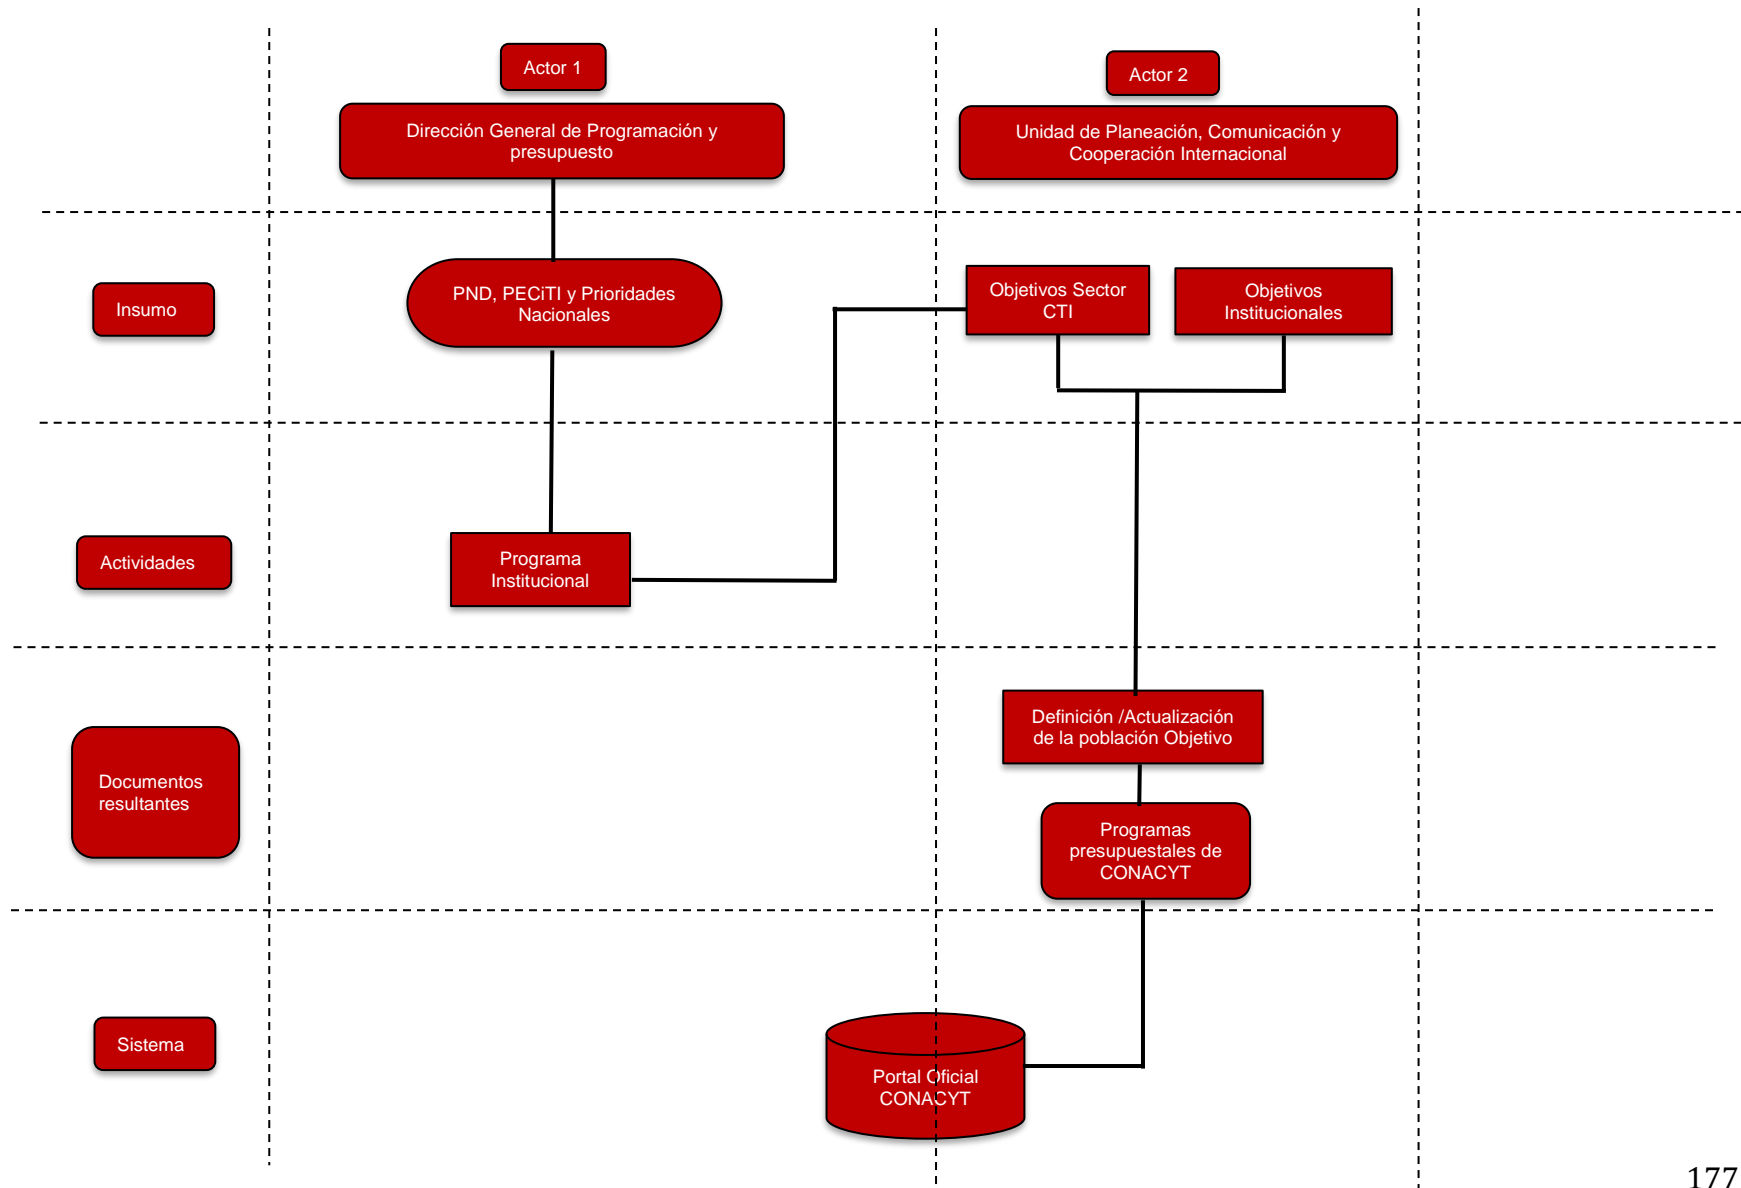 Actor 1
Actor 2
Dirección General de Programación y
presupuesto
Unidad de Planeación, Comunicación y
Cooperación Internacional
Insumo
PND, PECiTI y Prioridades
Nacionales
Objetivos Sector
CTI
Objetivos
Institucionales
Actividades
Programa
Institucional
Documentos
resultantes
Definición /Actualización
de la población Objetivo
Programas
presupuestales de
CONACYT
Sistema
Portal Oficial
CONACYT
177